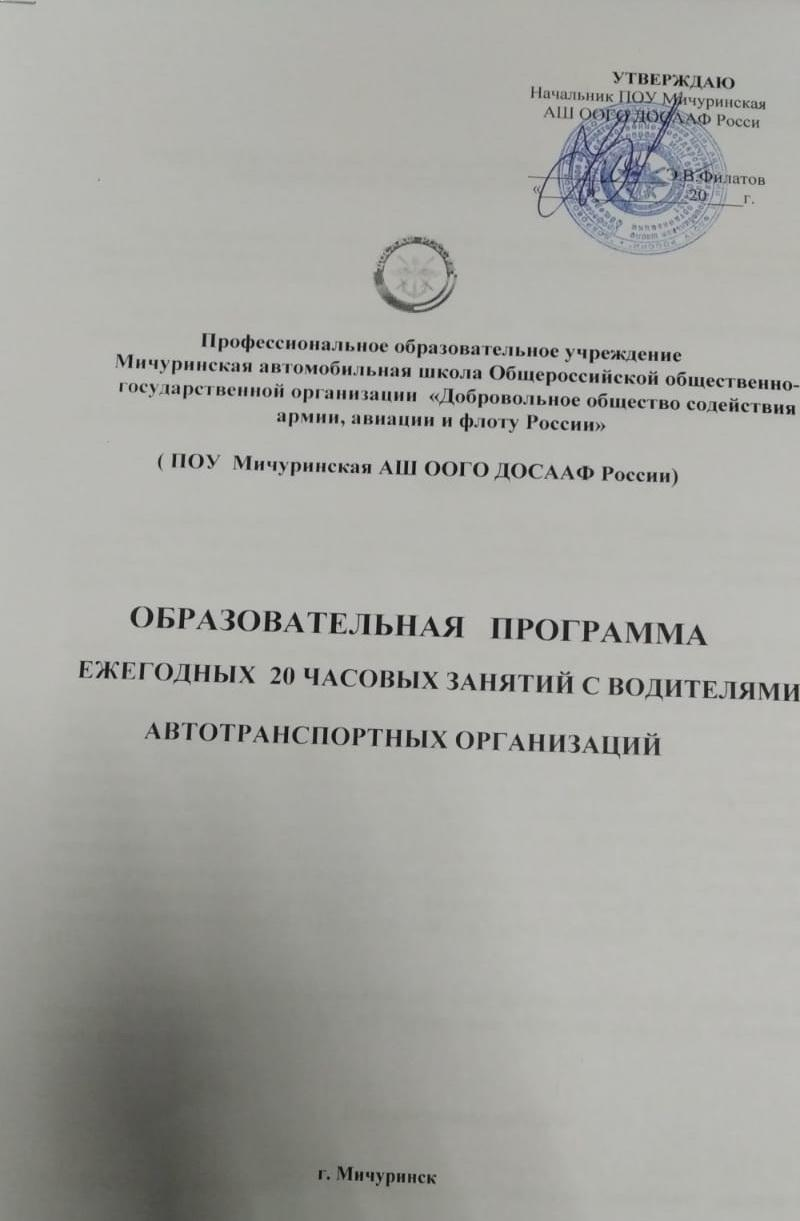 УТВЕРЖДАЮ
Начальник ПОУ Мичуринская
АШ ООГО ДОСААФ Росси
Э.В.Филатов
« 20 г.
Профессиональное образовательное учреждение
Мичуринская автомобильная школа Общероссийской общественно-
государственной организации «Добровольное общество содействия
армии, авиации и флоту России»
( ПОУ Мичуринская АШ ООГО ДОСААФ России)
ОБРАЗОВАТЕЛЬНАЯ ПРОГРАММА
ЕЖЕГОДНЫХ 20 ЧАСОВЫХ ЗАНЯТИЙ С ВОДИТЕЛЯМИ
АВТОТРАНСПОРТНЫХ ОРГАНИЗАЦИЙ
г. Мичуринск